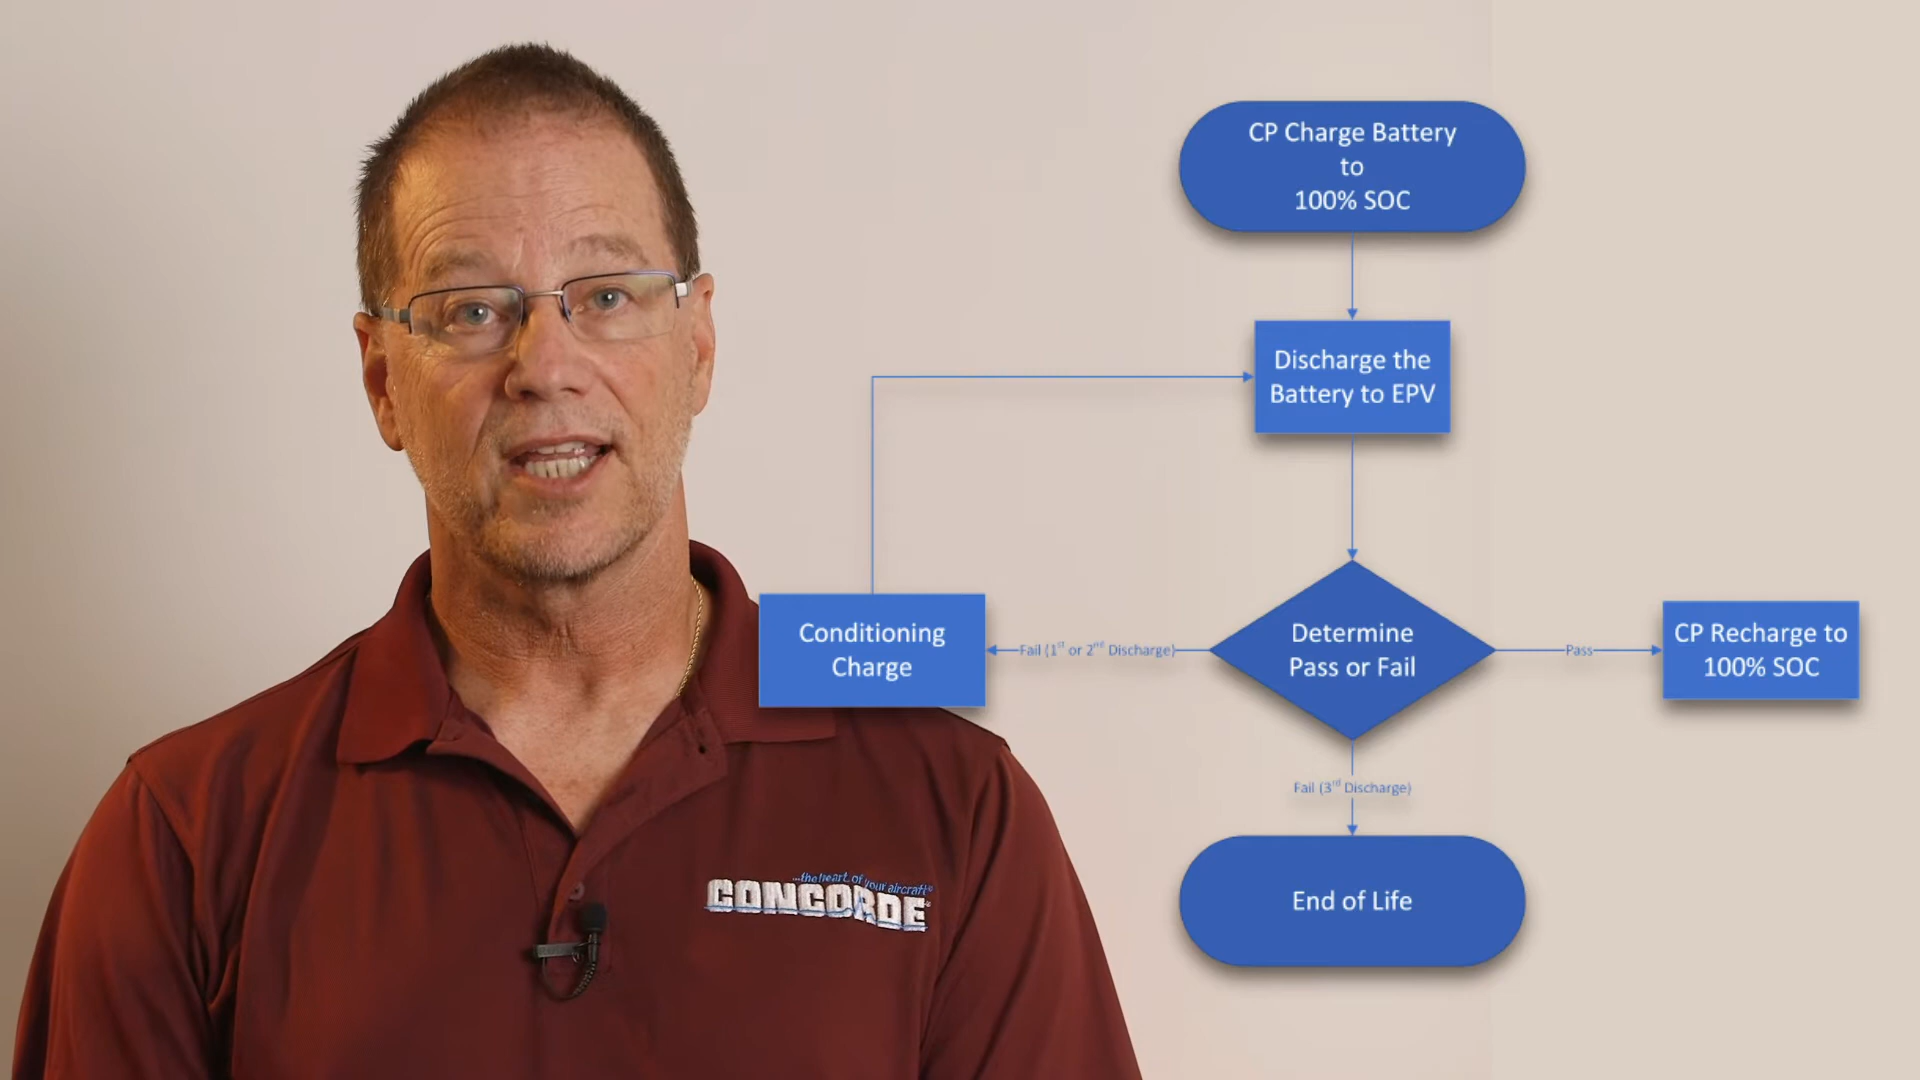 CP Charge Battery
to
100% SOC
Discharge the
Battery to EPV
Conditioning
Charge
Fail (1st or 2nd Discharge)
Determine
Pass or Fail
Pass
CP Recharge to
100% SOC
Fail (3rd Discharge)
End of Life
...the heart of your aircraft®
CONCORDE